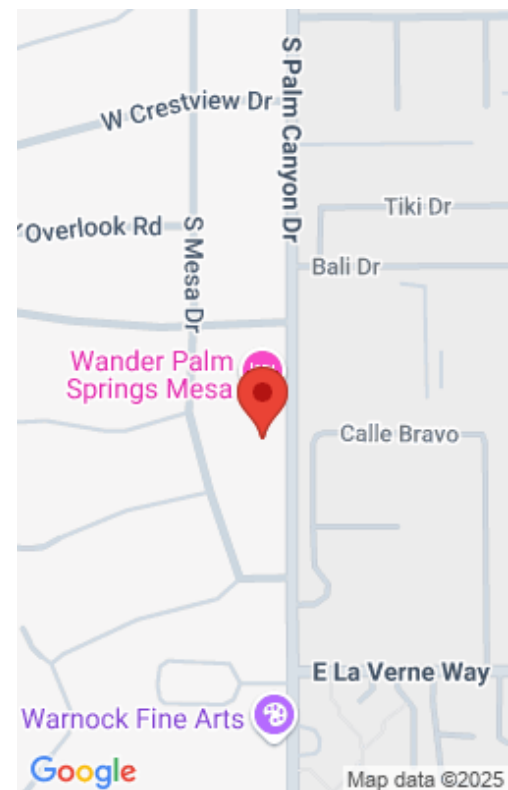 S Palm Canyon Dr
W Crestview Dr
Tiki Dr
Overlook Rd
S Mesa Dr
Bali Dr
Wander Palm
Springs Mesa
Calle Bravo
E La Verne Way
Warnock Fine Arts
Google
Map data ©2025